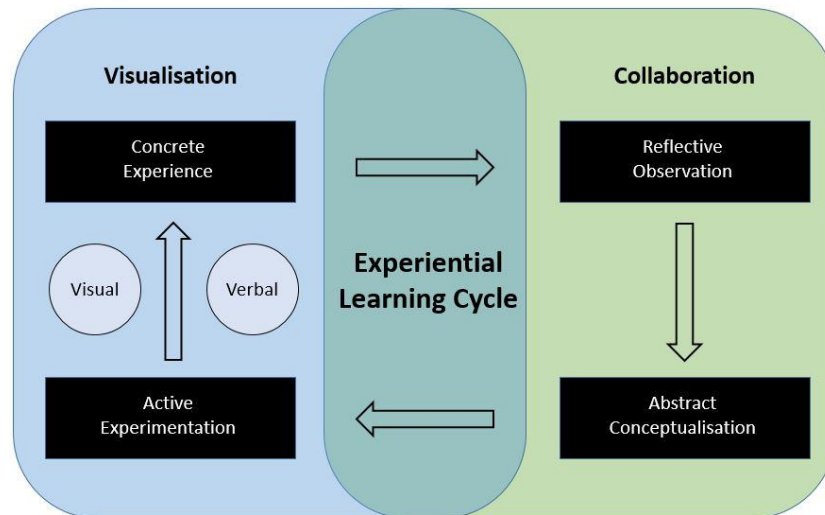 Visualisation
Collaboration
Concrete
Experience
Reflective
Observation
Visual
Verbal
Experiential
Learning Cycle
Active
Experimentation
Abstract
Conceptualisation